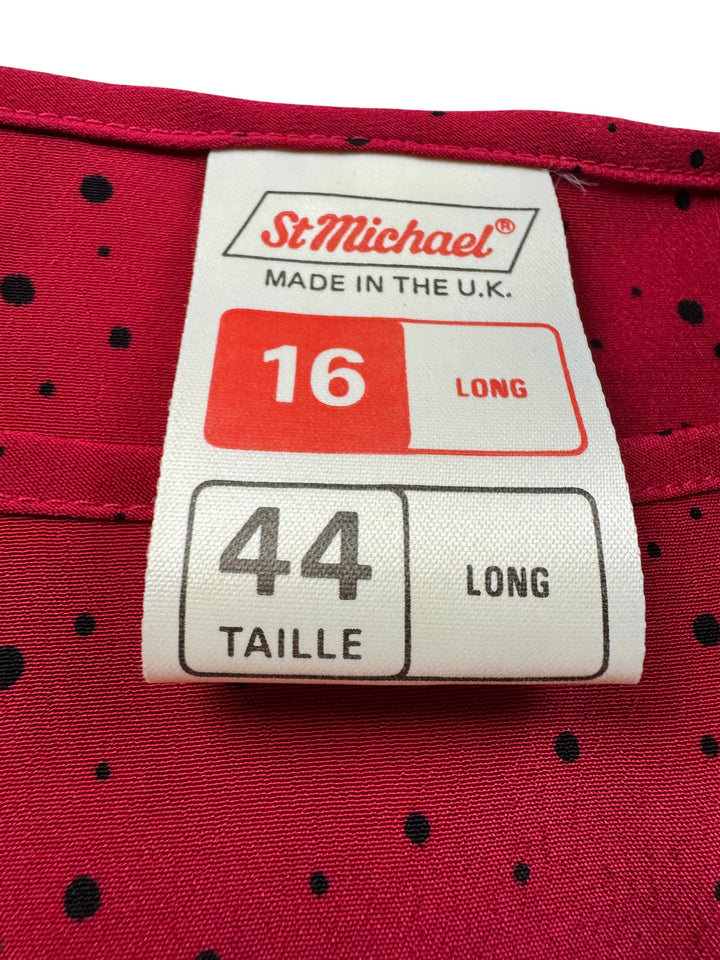 St Michael®
MADE IN THE U.K.
16 LONG
44 LONG
TAILLE